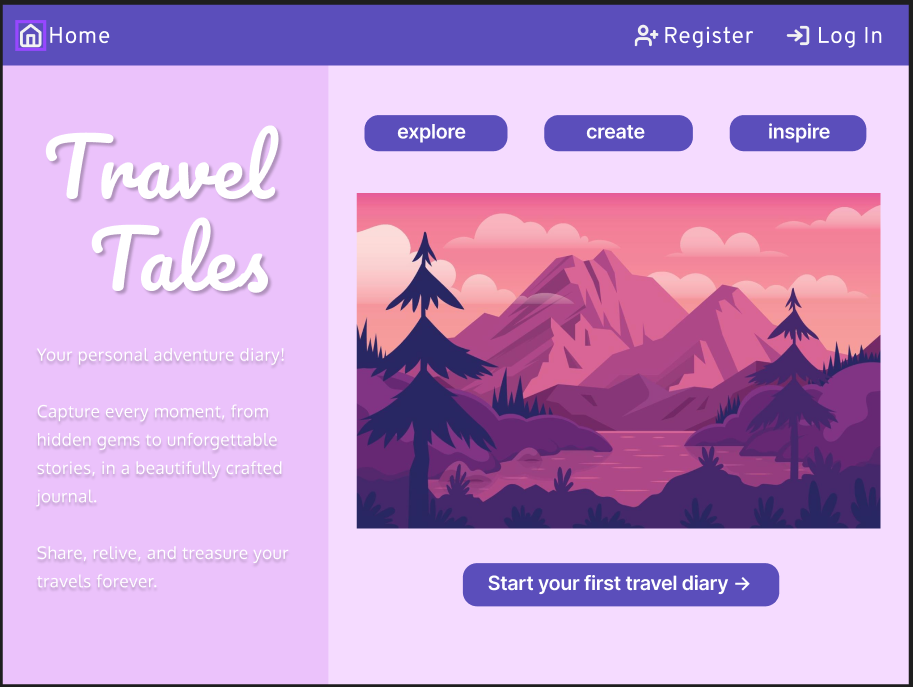 Home
Register
Log In
Travel
Tales
Your personal adventure diary!
Capture every moment, from
hidden gems to unforgettable
stories, in a beautifully crafted
journal.
Share, relive, and treasure your
travels forever.
explore
create
inspire
Start your first travel diary →